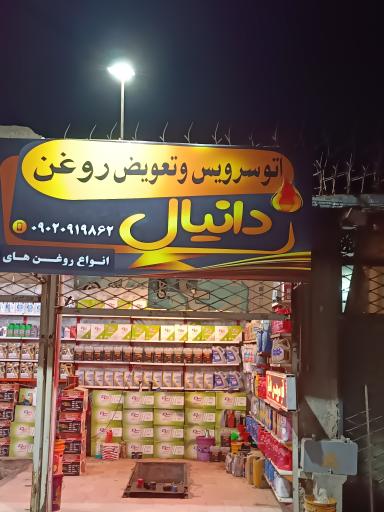 اتوسرویس وتعویض روغن
دانیال
۰۹۰۲۰۹۱۹۸۶۲
انواع روغن های